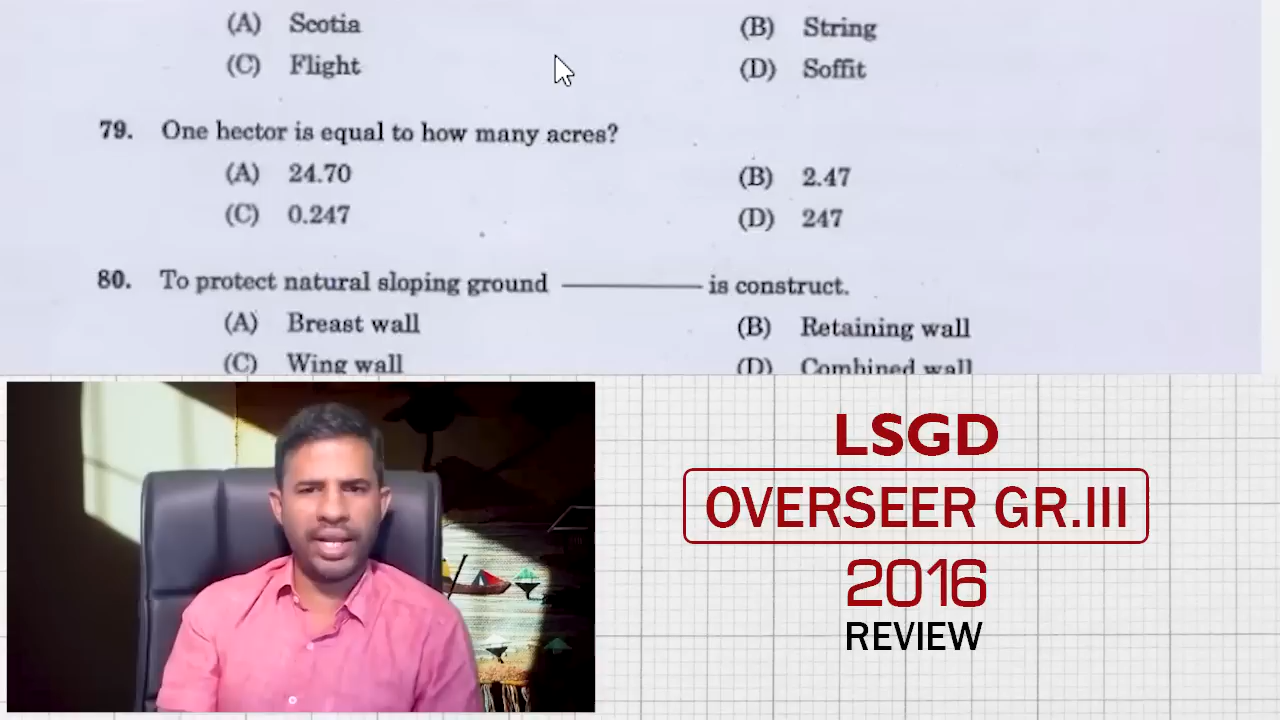 (A) Scotia (B) String
(C) Flight (D) Soffit
79. One hector is equal to how many acres?
(A) 24.70 (B) 2.47
(C) 0.247 (D) 247
80. To protect natural sloping ground ________ is construct.
(A) Breast wall (B) Retaining wall
(C) Wing wall (D) Combined wall
LSGD
OVERSEER GR.III
2016
REVIEW